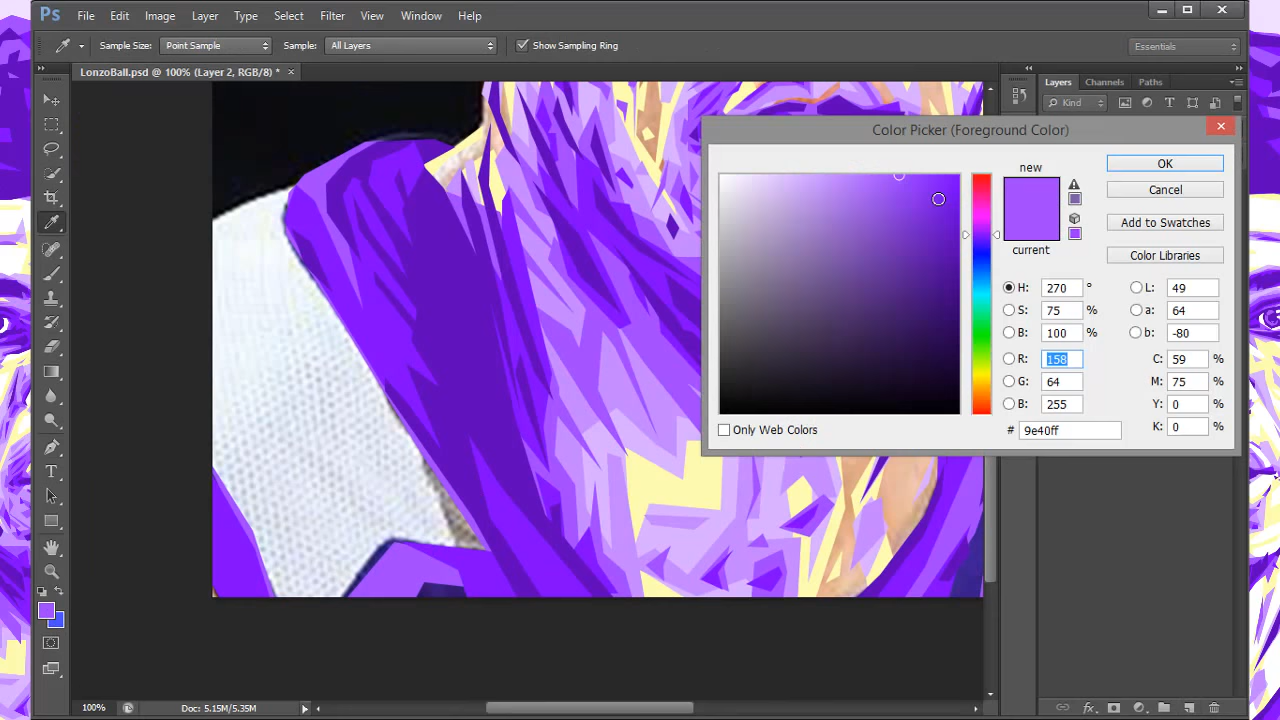 Ps File Edit Image Layer Type Select Filter View Window Help
Sample Size: Point Sample Sample: All Layers Show Sampling Ring Essentials
LonzoBall.psd @ 100% (Layer 2, RGB/8) * ×
Layers Channels Paths
Kind
Color Picker (Foreground Color)
new
current
OK
Cancel
Add to Swatches
Color Libraries
H: 270 ° L: 49
S: 75 % a: 64
B: 100 % b: -80
R: 158 C: 59 %
G: 64 M: 75 %
B: 255 Y: 0 %
# 9e40ff K: 0 %
Only Web Colors
100% Doc: 5.15M/5.35M